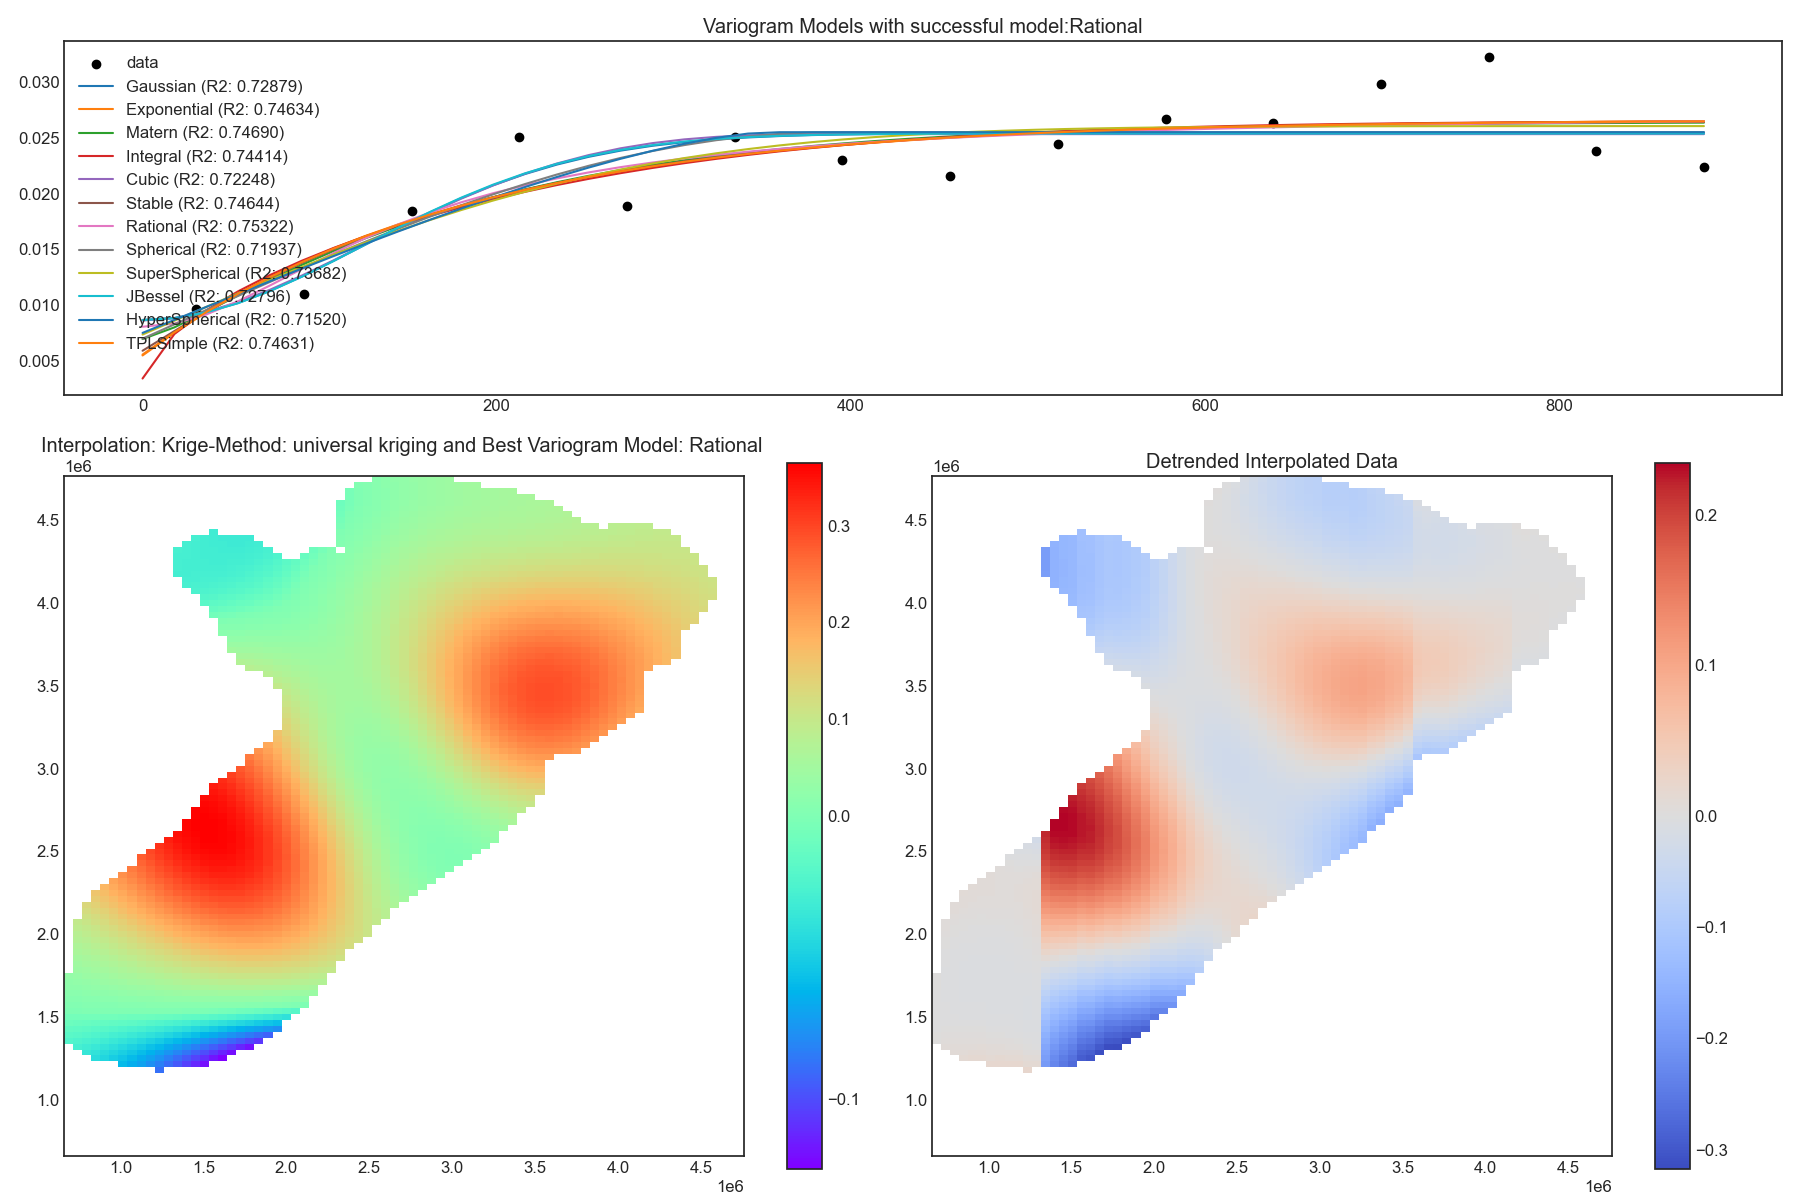 Variogram Models with successful model:Rational
data
Gaussian (R2: 0.72879)
Exponential (R2: 0.74634)
Matern (R2: 0.74690)
Integral (R2: 0.74414)
Cubic (R2: 0.72248)
Stable (R2: 0.74644)
Rational (R2: 0.75322)
Spherical (R2: 0.71937)
SuperSpherical (R2: 0.73682)
JBessel (R2: 0.72796)
HyperSpherical (R2: 0.71520)
TPLSimple (R2: 0.74631)
0.030
0.025
0.020
0.015
0.010
0.005
0 200 400 600 800
Interpolation: Krige-Method: universal kriging and Best Variogram Model: Rational
1e6
4.5
4.0
3.5
3.0
2.5
2.0
1.5
1.0
1.0 1.5 2.0 2.5 3.0 3.5 4.0 4.5
1e6
0.3
0.2
0.1
0.0
−0.1
Detrended Interpolated Data
1e6
4.5
4.0
3.5
3.0
2.5
2.0
1.5
1.0
1.0 1.5 2.0 2.5 3.0 3.5 4.0 4.5
1e6
0.2
0.1
0.0
−0.1
−0.2
−0.3